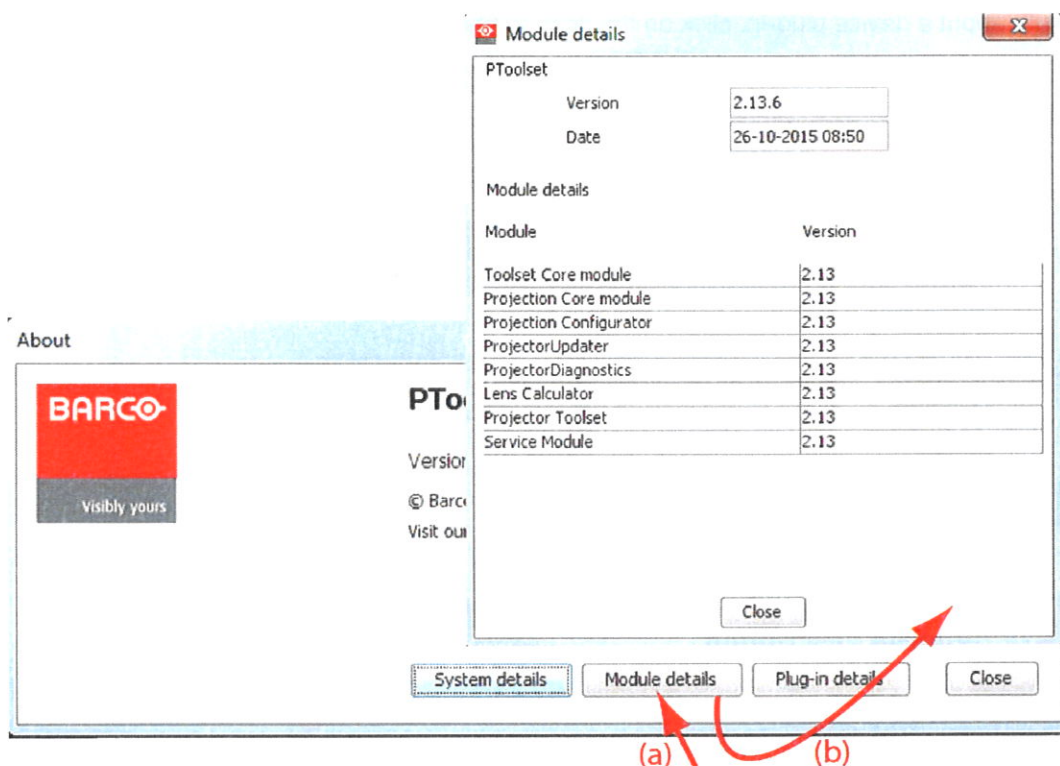 Module details
X
PToolset
Version 2.13.6
Date 26-10-2015 08:50
Module details
Module Version
Toolset Core module 2.13
Projection Core module 2.13
Projection Configurator 2.13
ProjectorUpdater 2.13
ProjectorDiagnostics 2.13
Lens Calculator 2.13
Projector Toolset 2.13
Service Module 2.13
Close
About
BARCO
Visibly yours
PToo
Version
© Barco
Visit our
System details Module details Plug-in details Close
(a) (b)